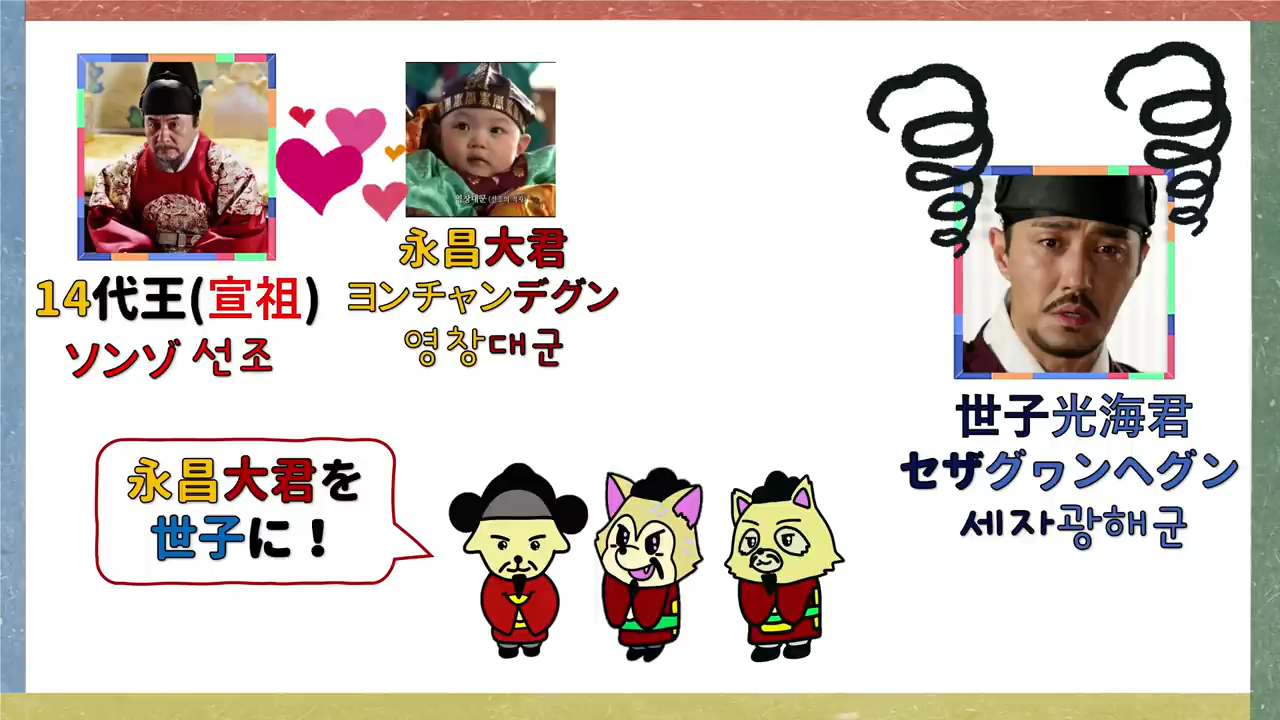 14代王(宣祖)
ソンゾ 선조
永昌大君
ヨンチャンデグン
영창대군
世子光海君
セザグヮンヘグン
세자광해군
永昌大君を
世子に！